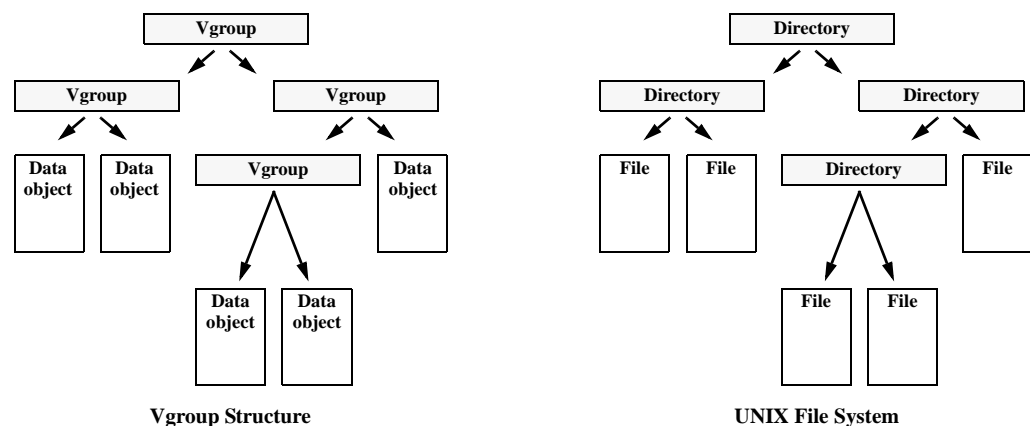 Vgroup
Vgroup
Vgroup
Data
object
Data
object
Vgroup
Data
object
Data
object
Data
object
Vgroup Structure
Directory
Directory
Directory
File
File
Directory
File
File
File
UNIX File System